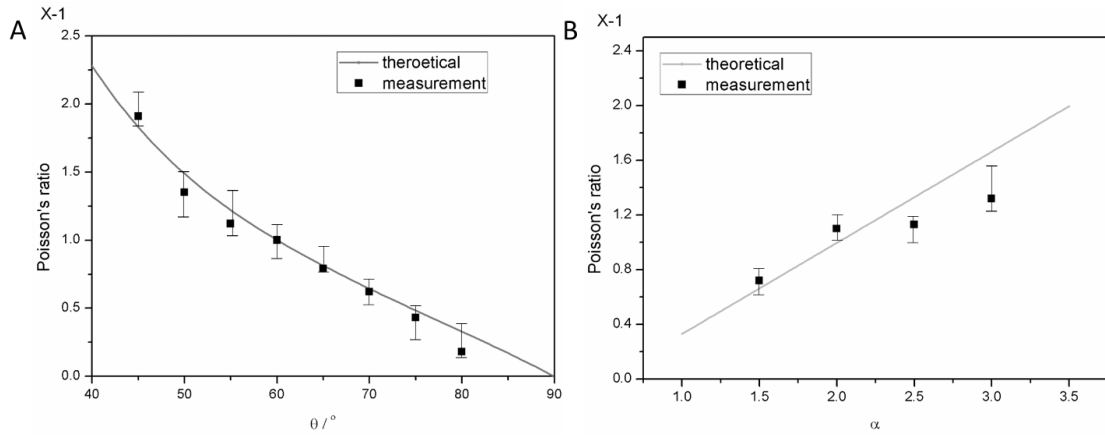 A
X-1
2.5
2.0
1.5
1.0
0.5
0.0
Poisson's ratio
theroetical
measurement
40 50 60 70 80 90
θ / °
B
X-1
2.4
2.0
1.6
1.2
0.8
0.4
0.0
Poisson's ratio
theoretical
measurement
1.0 1.5 2.0 2.5 3.0 3.5
α